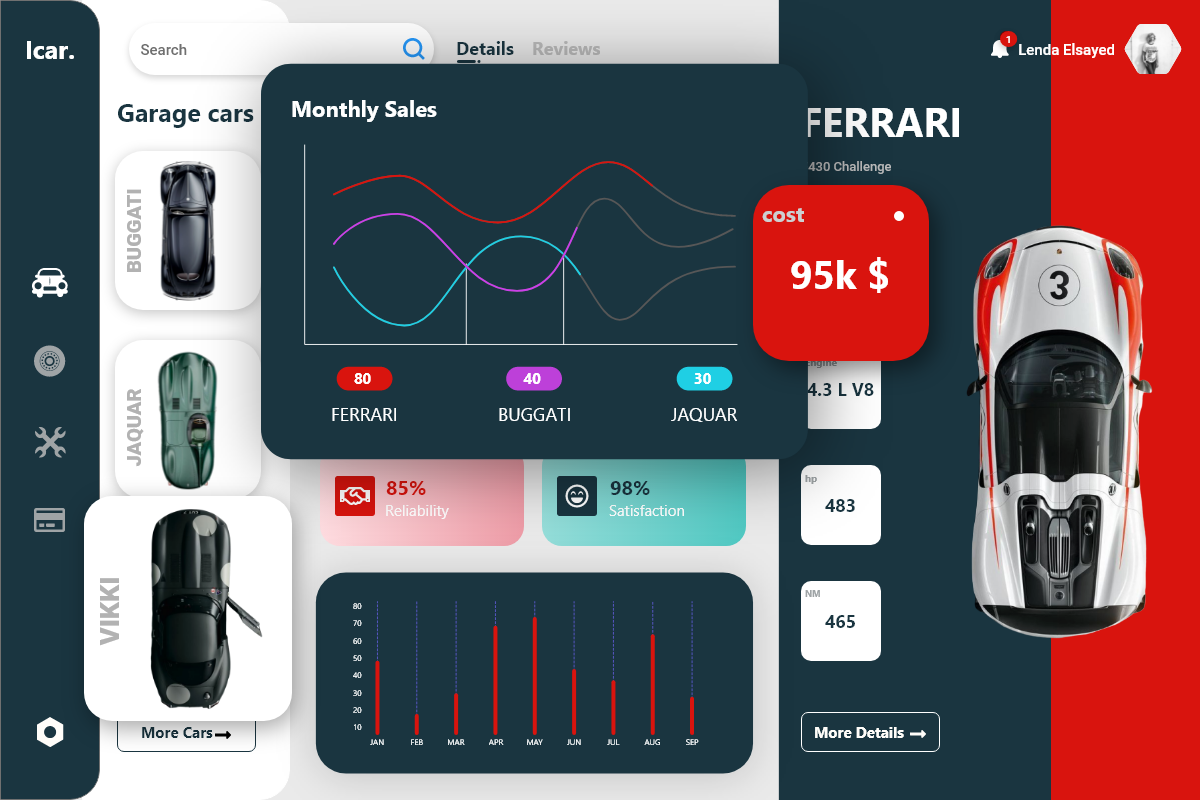 lcar.
Search
Details
Reviews
1
Lenda Elsayed
Garage cars
BUGGATI
JAQUAR
VIKKI
More Cars
Monthly Sales
80
40
30
FERRARI
BUGGATI
JAQUAR
85%
Reliability
98%
Satisfaction
80
70
60
50
40
30
20
10
JAN FEB MAR APR MAY JUN JUL AUG SEP
FERRARI
430 Challenge
cost
95k $
Engine
4.3 L V8
hp
483
NM
465
More Details
3